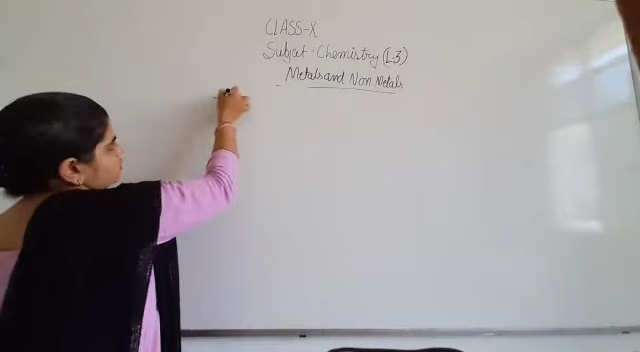 CLASS-X
Subject-Chemistry (L-3)
Metals and Non Metals